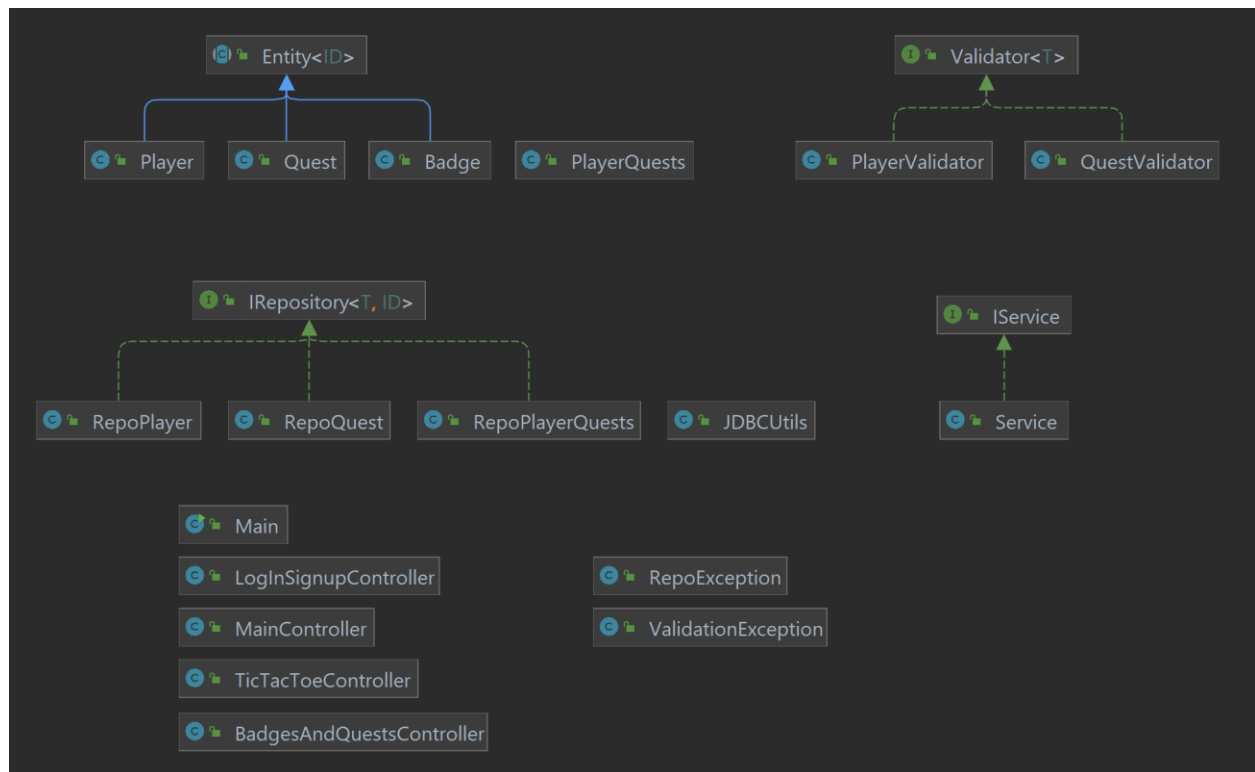 Entity<ID>
Validator<T>
Player
Quest
Badge
PlayerQuests
PlayerValidator
QuestValidator
IRepository<T, ID>
IService
RepoPlayer
RepoQuest
RepoPlayerQuests
JDBCUtils
Service
Main
LogInSignupController
RepoException
MainController
ValidationException
TicTacToeController
BadgesAndQuestsController